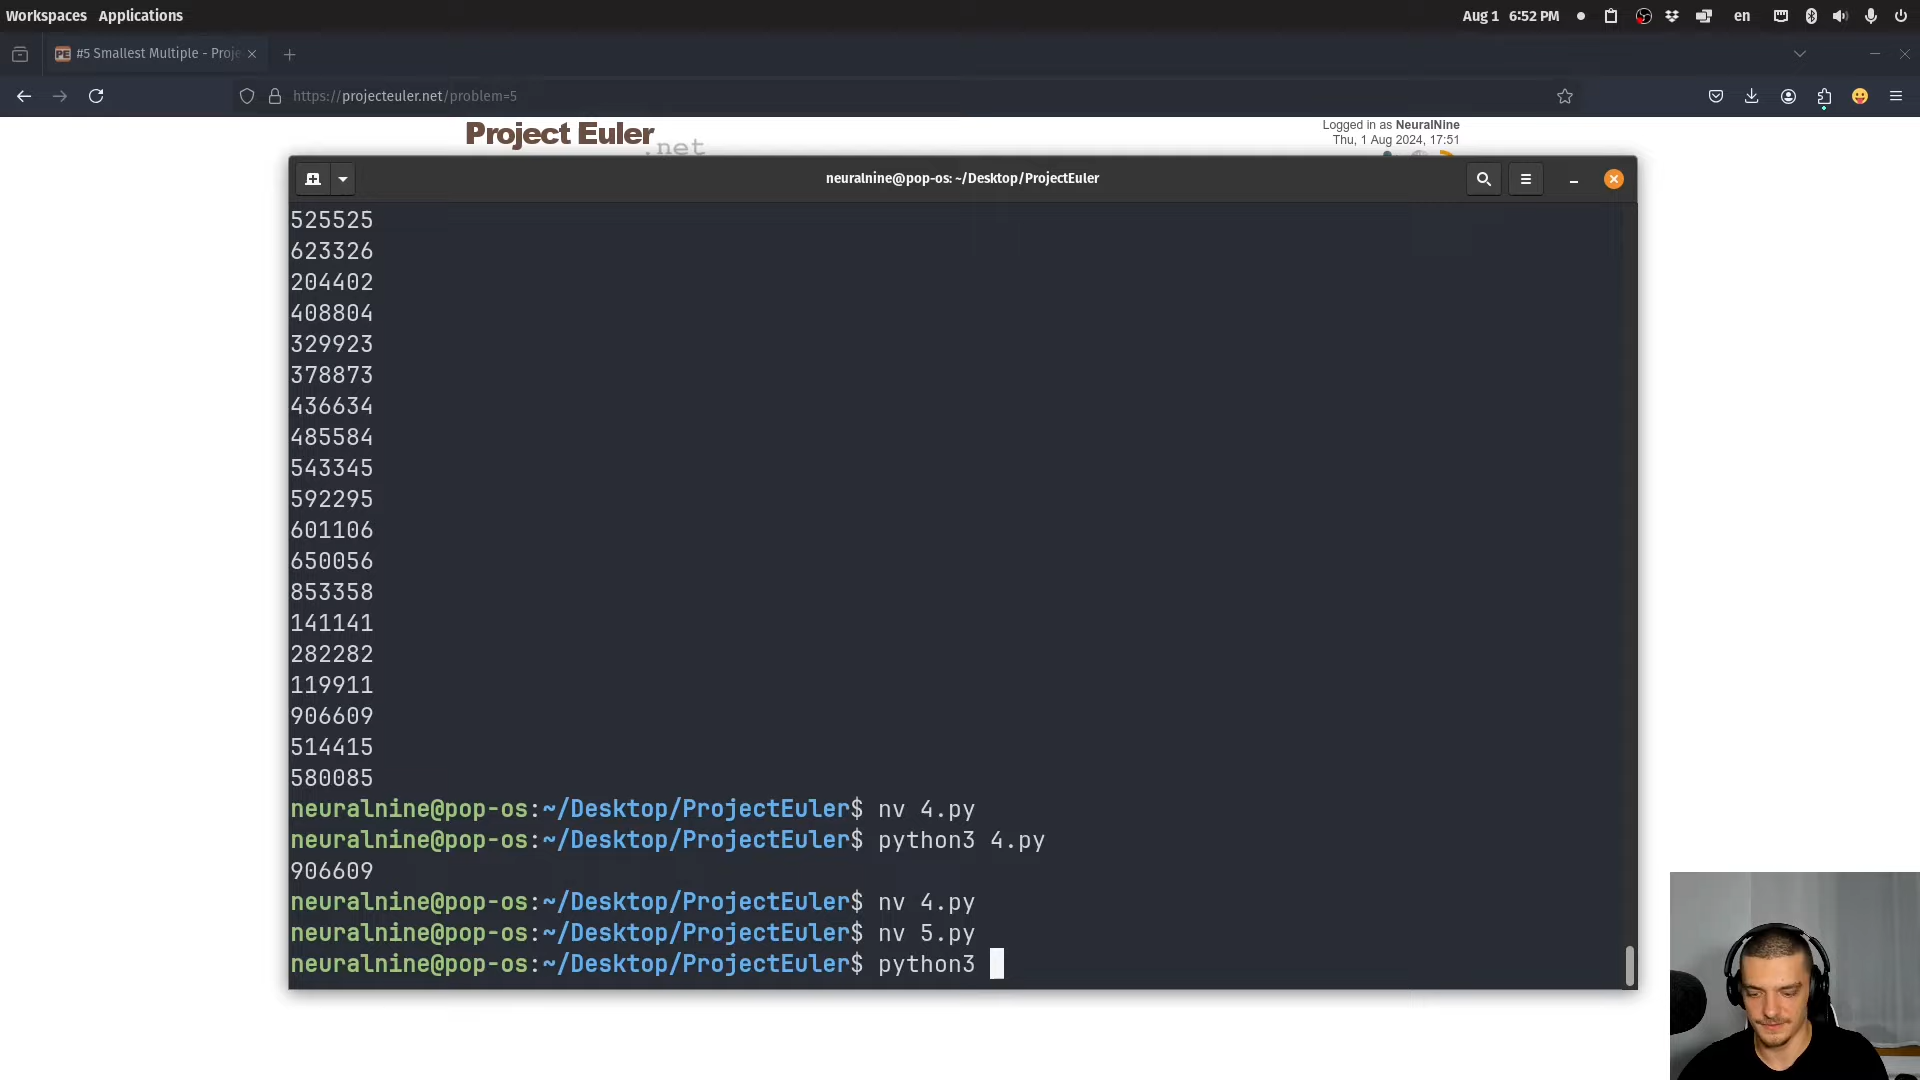 Workspaces Applications
Aug 1 6:52 PM
en
PE #5 Smallest Multiple - Proje
https://projecteuler.net/problem=5
Project Euler
.net
Logged in as NeuralNine
Thu, 1 Aug 2024, 17:51
neuralnine@pop-os: ~/Desktop/ProjectEuler
525525
623326
204402
408804
329923
378873
436634
485584
543345
592295
601106
650056
853358
141141
282282
119911
906609
514415
580085
neuralnine@pop-os:~/Desktop/ProjectEuler$ nv 4.py
neuralnine@pop-os:~/Desktop/ProjectEuler$ python3 4.py
906609
neuralnine@pop-os:~/Desktop/ProjectEuler$ nv 4.py
neuralnine@pop-os:~/Desktop/ProjectEuler$ nv 5.py
neuralnine@pop-os:~/Desktop/ProjectEuler$ python3